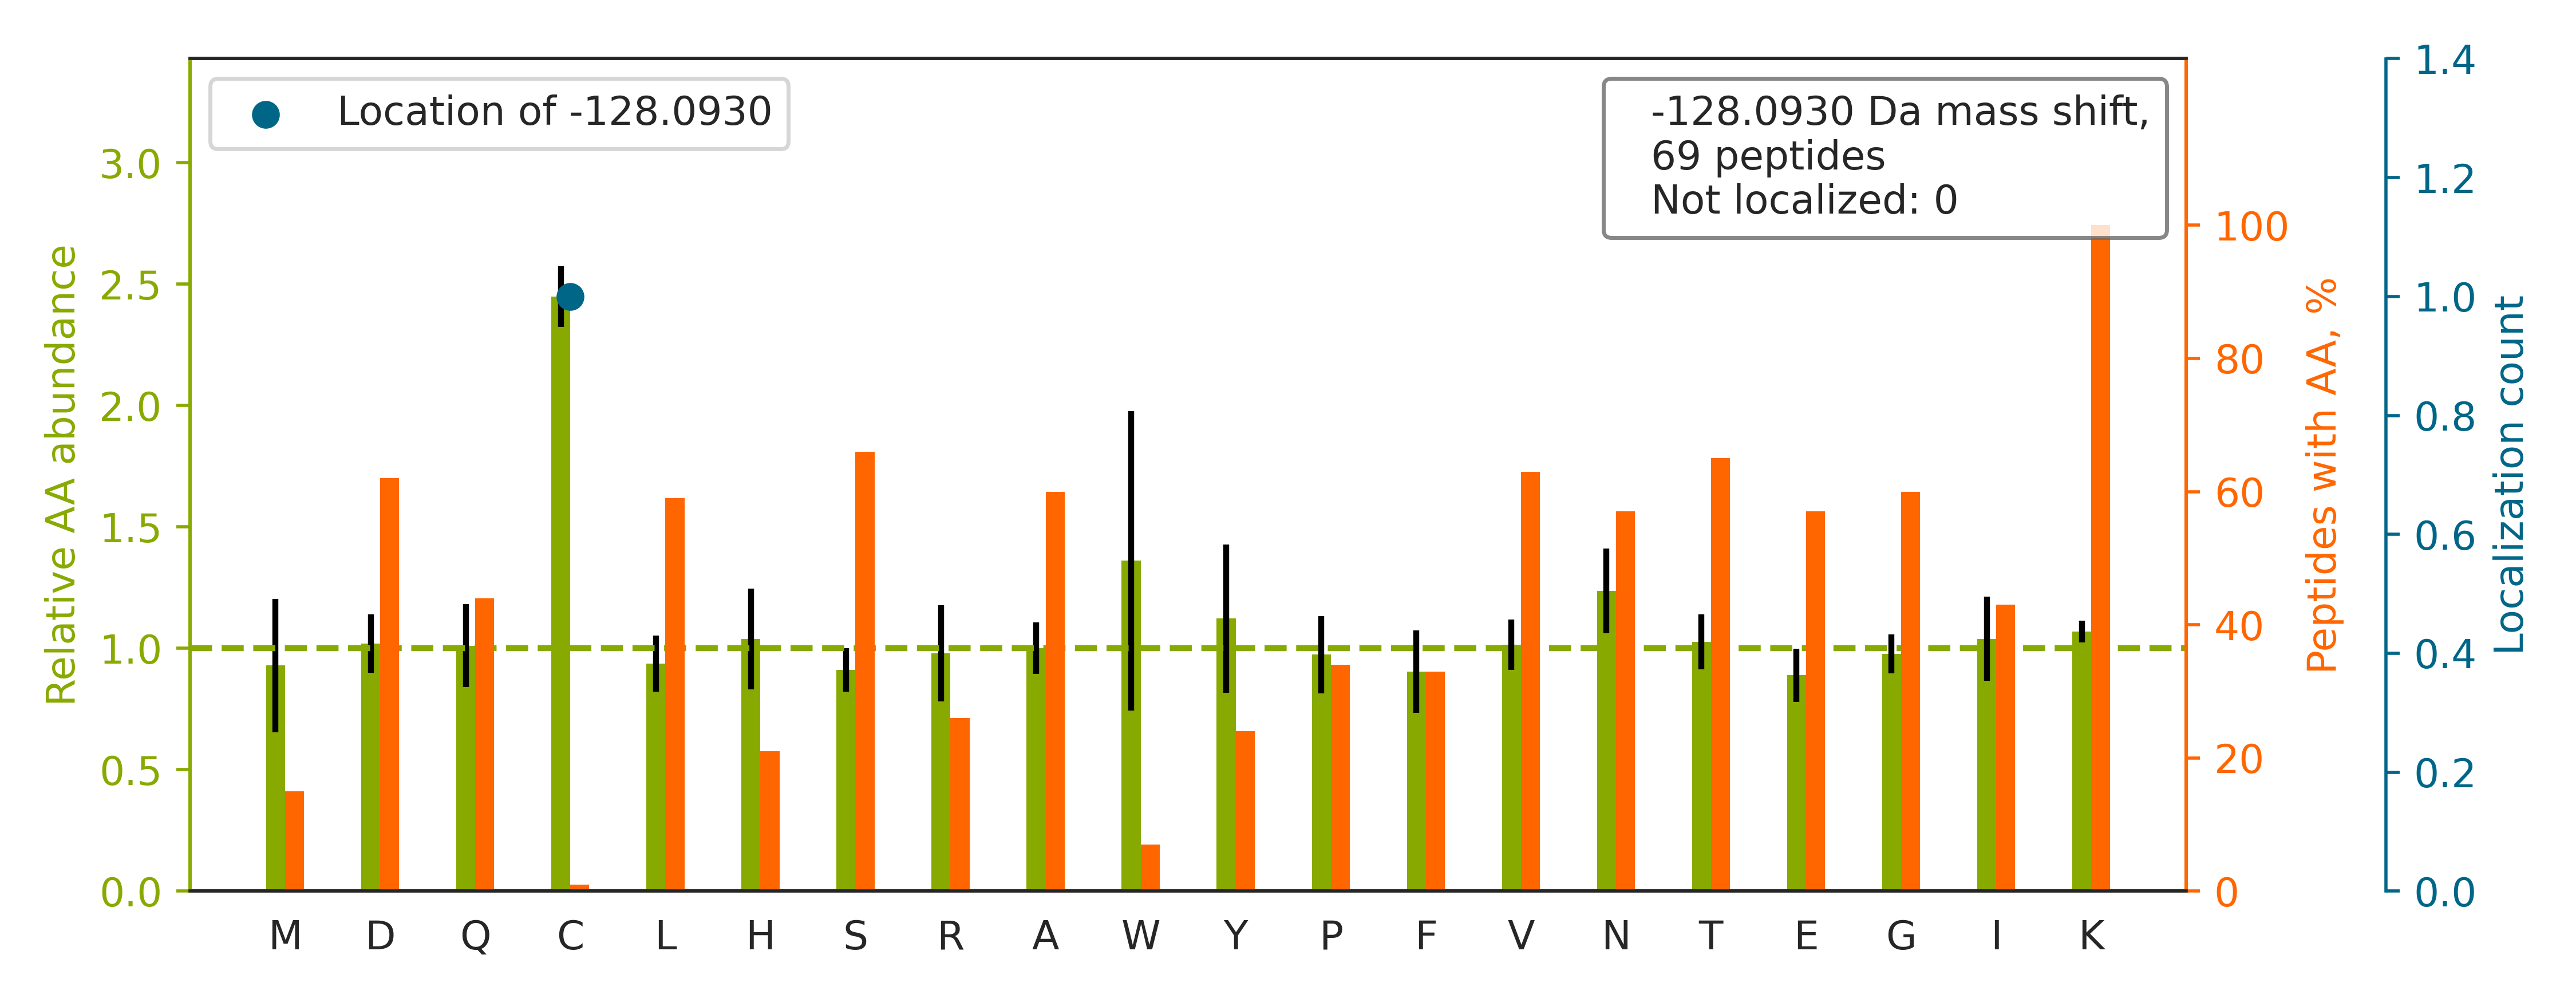 Location of -128.0930
-128.0930 Da mass shift,
69 peptides
Not localized: 0
Relative AA abundance
3.0
2.5
2.0
1.5
1.0
0.5
0.0
M D Q C L H S R A W Y P F V N T E G I K
100
80
60
40
20
0
Peptides with AA, %
1.4
1.2
1.0
0.8
0.6
0.4
0.2
0.0
Localization count